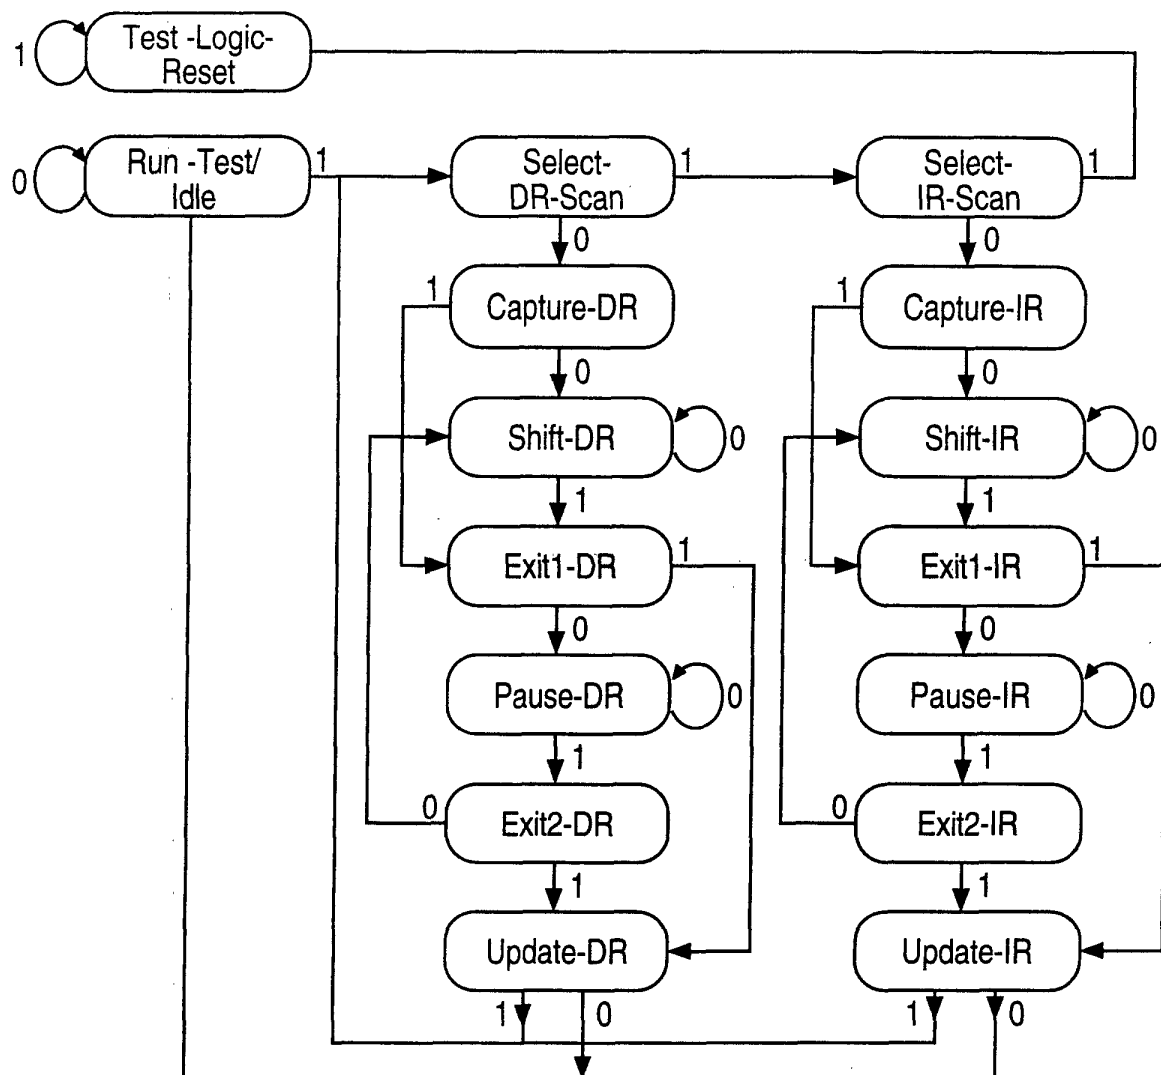 1
Test -Logic-
Reset
0
Run -Test/
Idle
1
Select-
DR-Scan
1
Select-
IR-Scan
1
0
0
1
Capture-DR
1
Capture-IR
0
0
Shift-DR
0
Shift-IR
0
1
1
Exit1-DR
1
Exit1-IR
1
0
0
Pause-DR
0
Pause-IR
0
1
1
0
Exit2-DR
0
Exit2-IR
1
1
Update-DR
Update-IR
1
0
1
0